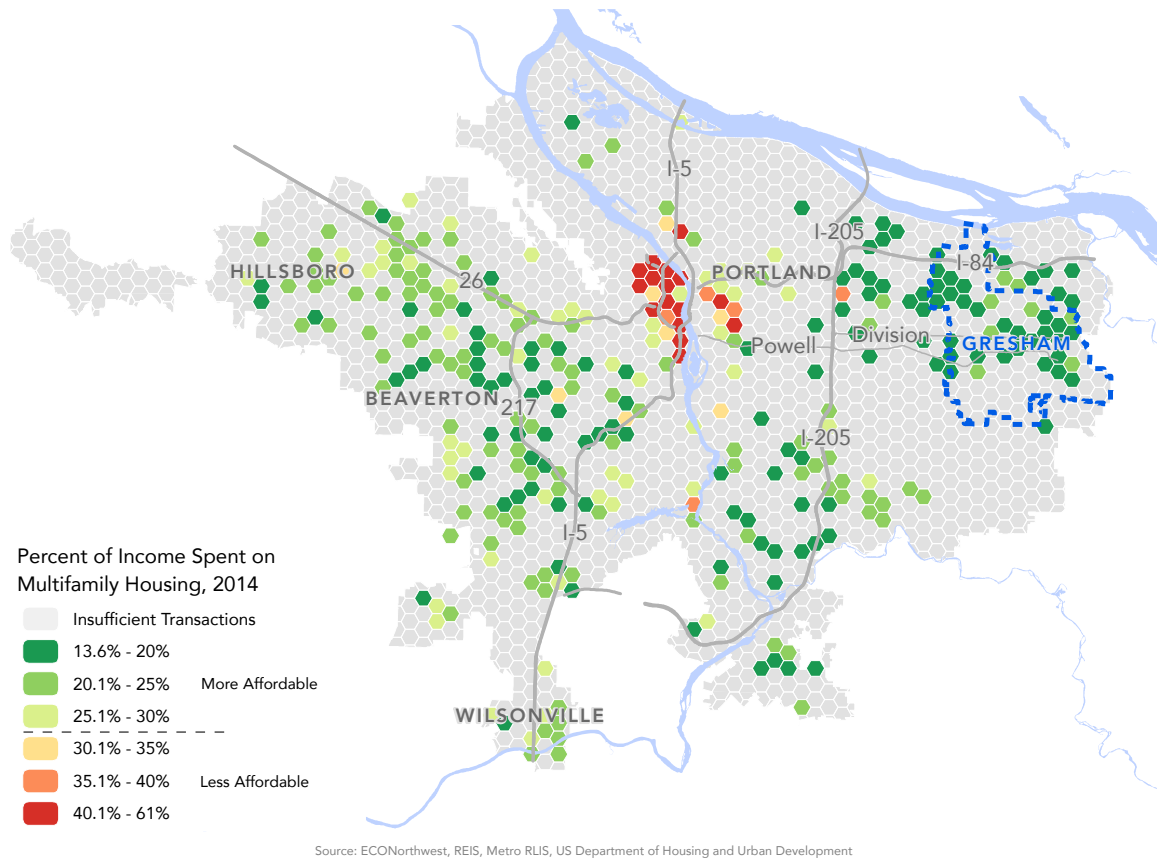 I-5
I-205
HILLSBORO
26
PORTLAND
I-84
Powell
Division
GRESHAM
BEAVERTON
217
I-205
I-5
WILSONVILLE
Percent of Income Spent on
Multifamily Housing, 2014
Insufficient Transactions
13.6% - 20%
20.1% - 25% More Affordable
25.1% - 30%
30.1% - 35%
35.1% - 40% Less Affordable
40.1% - 61%
Source: ECONorthwest, REIS, Metro RLIS, US Department of Housing and Urban Development